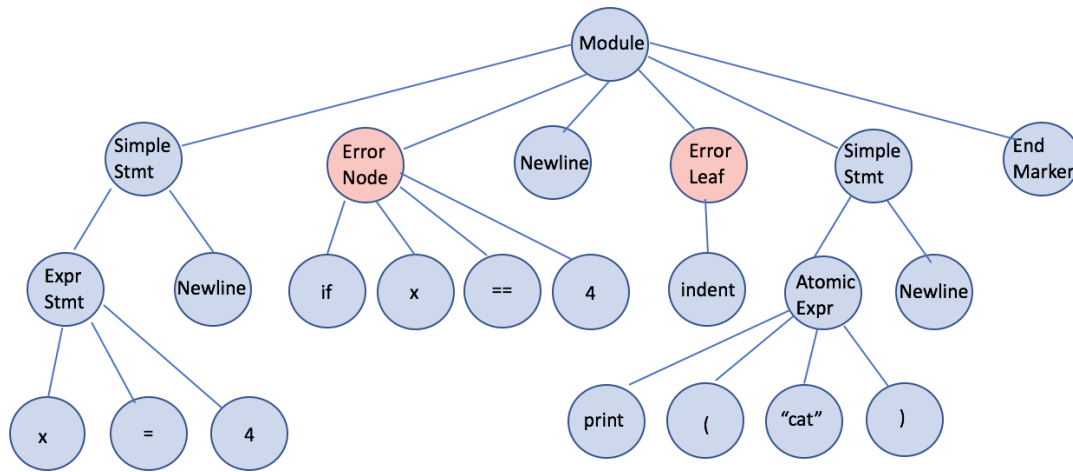 Module
Simple
Stmt
Error
Node
Newline
Error
Leaf
Simple
Stmt
End
Marker
Expr
Stmt
Newline
if
x
==
4
indent
Atomic
Expr
Newline
x
=
4
print
(
“cat”
)